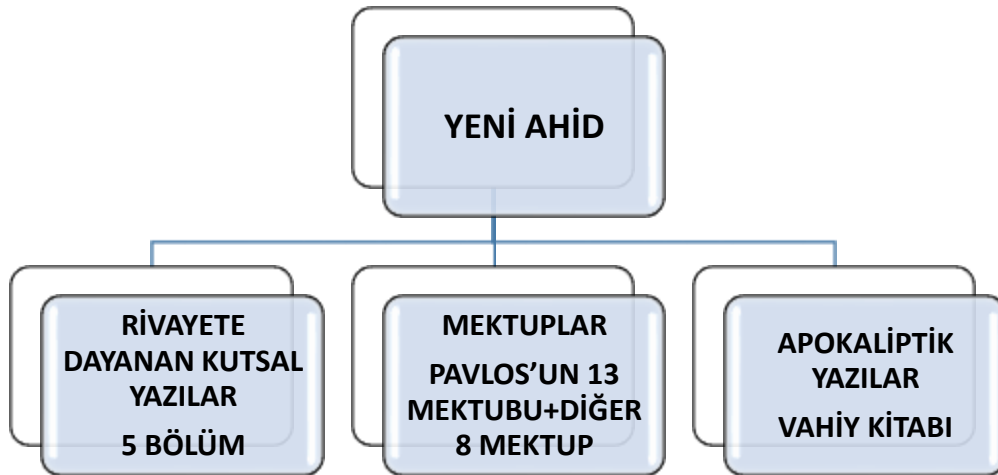 YENİ AHİD
RİVAYETE
DAYANAN KUTSAL
YAZILAR
5 BÖLÜM
MEKTUPLAR
PAVLOS’UN 13
MEKTUBU+DİĞER
8 MEKTUP
APOKALİPTİK
YAZILAR
VAHİY KİTABI